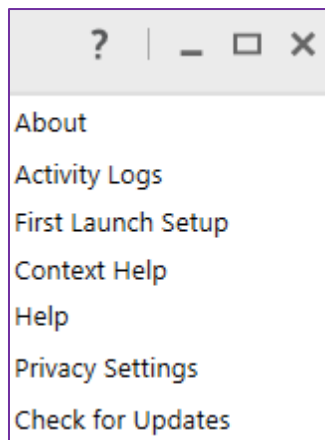 ?
About
Activity Logs
First Launch Setup
Context Help
Help
Privacy Settings
Check for Updates